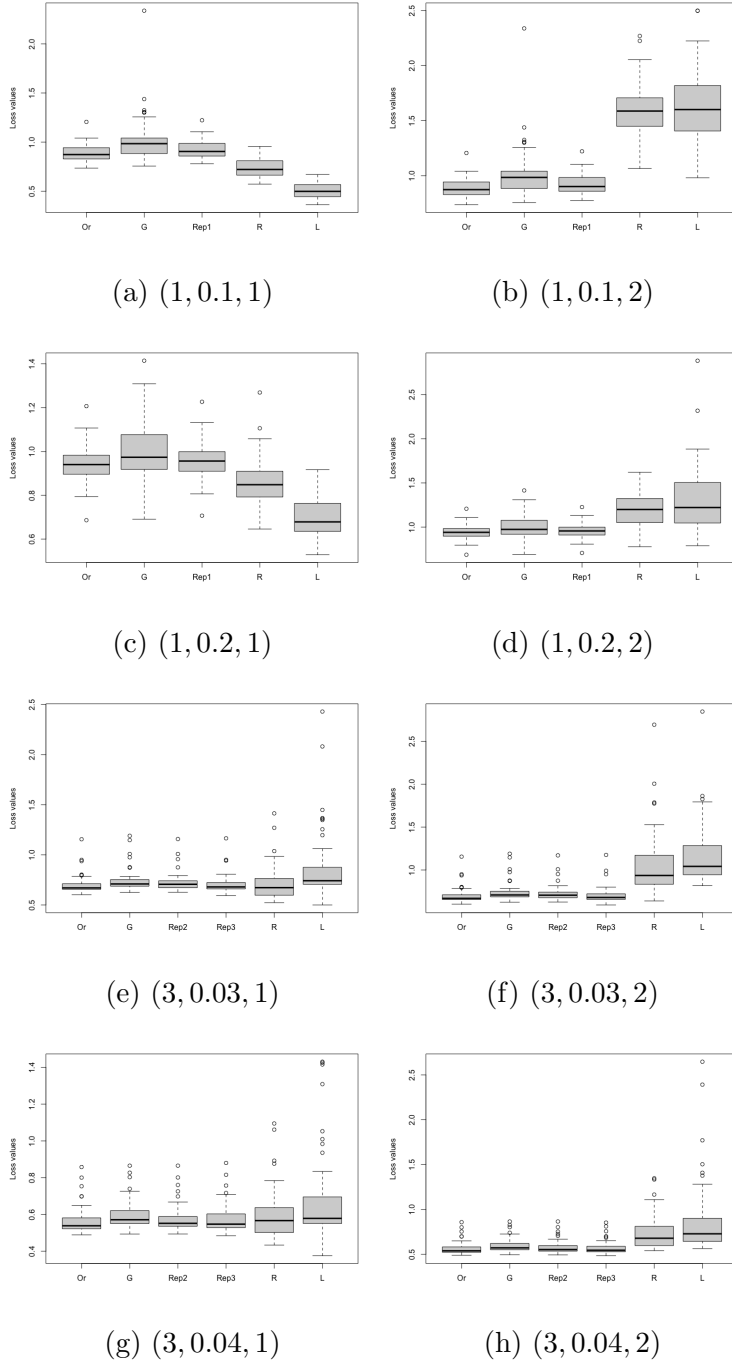 Loss values
0.5 1.0 1.5 2.0
Or G Rep1 R L
(a) (1, 0.1, 1)
1.0 1.5 2.0 2.5
Or G Rep1 R L
(b) (1, 0.1, 2)
Loss values
0.6 0.8 1.0 1.2 1.4
Or G Rep1 R L
(c) (1, 0.2, 1)
Loss values
1.0 1.5 2.0 2.5
Or G Rep1 R L
(d) (1, 0.2, 2)
Loss values
0.5 1.0 1.5 2.0 2.5
Or G Rep2 Rep3 R L
(e) (3, 0.03, 1)
Loss values
1.0 1.5 2.0 2.5
Or G Rep2 Rep3 R L
(f) (3, 0.03, 2)
Loss values
0.4 0.6 0.8 1.0 1.2 1.4
Or G Rep2 Rep3 R L
(g) (3, 0.04, 1)
Loss values
0.5 1.0 1.5 2.0 2.5
Or G Rep2 Rep3 R L
(h) (3, 0.04, 2)